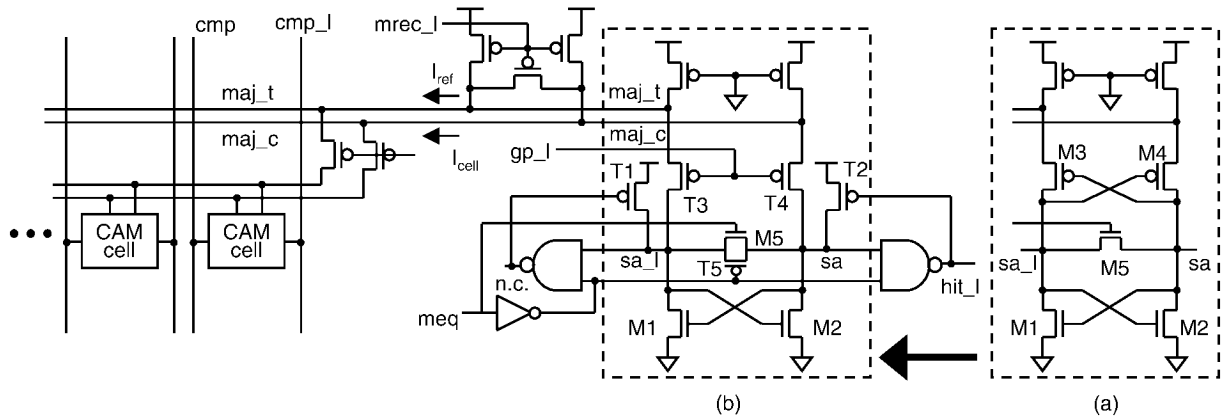 cmp
cmp_l
mrec_l
maj_t
I_ref
maj_t
maj_c
I_cell
maj_c
gp_l
T1
T2
M3
M4
T3
T4
CAM
cell
CAM
cell
M5
sa_l
T5
sa
sa_l
M5
sa
n.c.
hit_l
meq
M1
M2
M1
M2
(b)
(a)